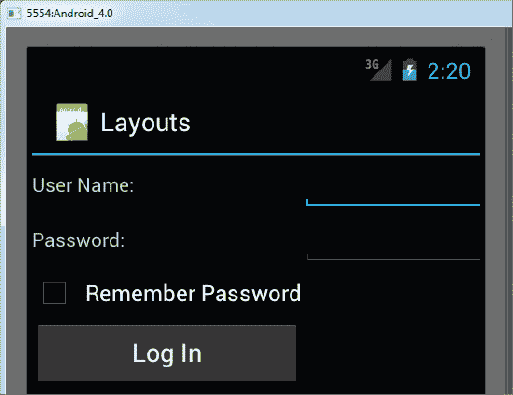 5554:Android_4.0
3G 2:20
Layouts
User Name:
Password:
Remember Password
Log In